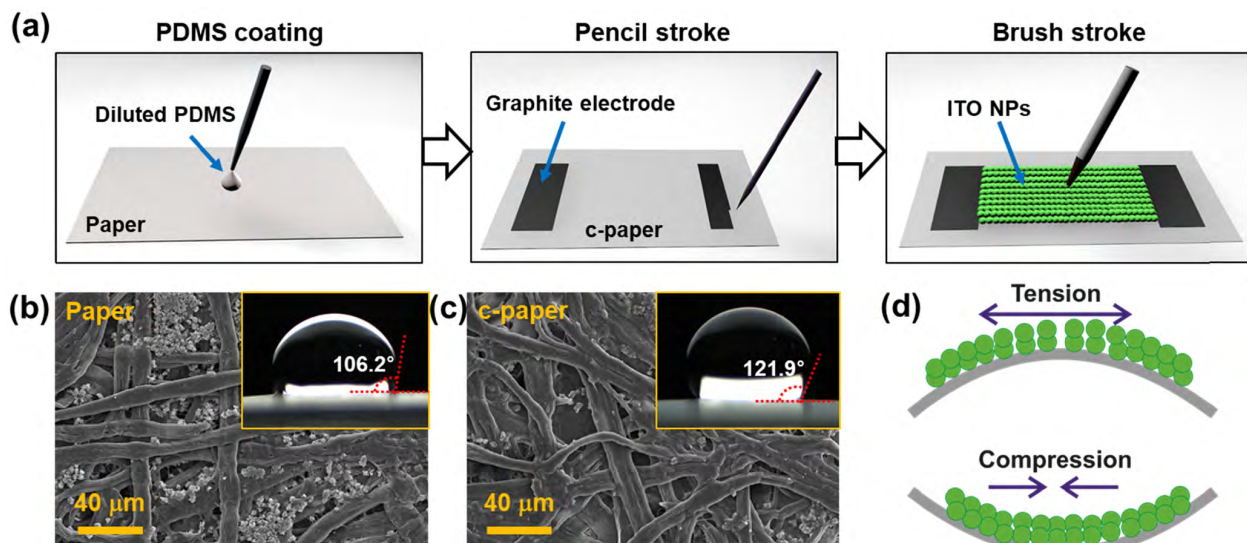 (a)
PDMS coating
Pencil stroke
Brush stroke
Diluted PDMS
Paper
Graphite electrode
c-paper
ITO NPs
(b)
Paper
106.2°
40 μm
(c)
c-paper
121.9°
40 μm
(d)
Tension
Compression